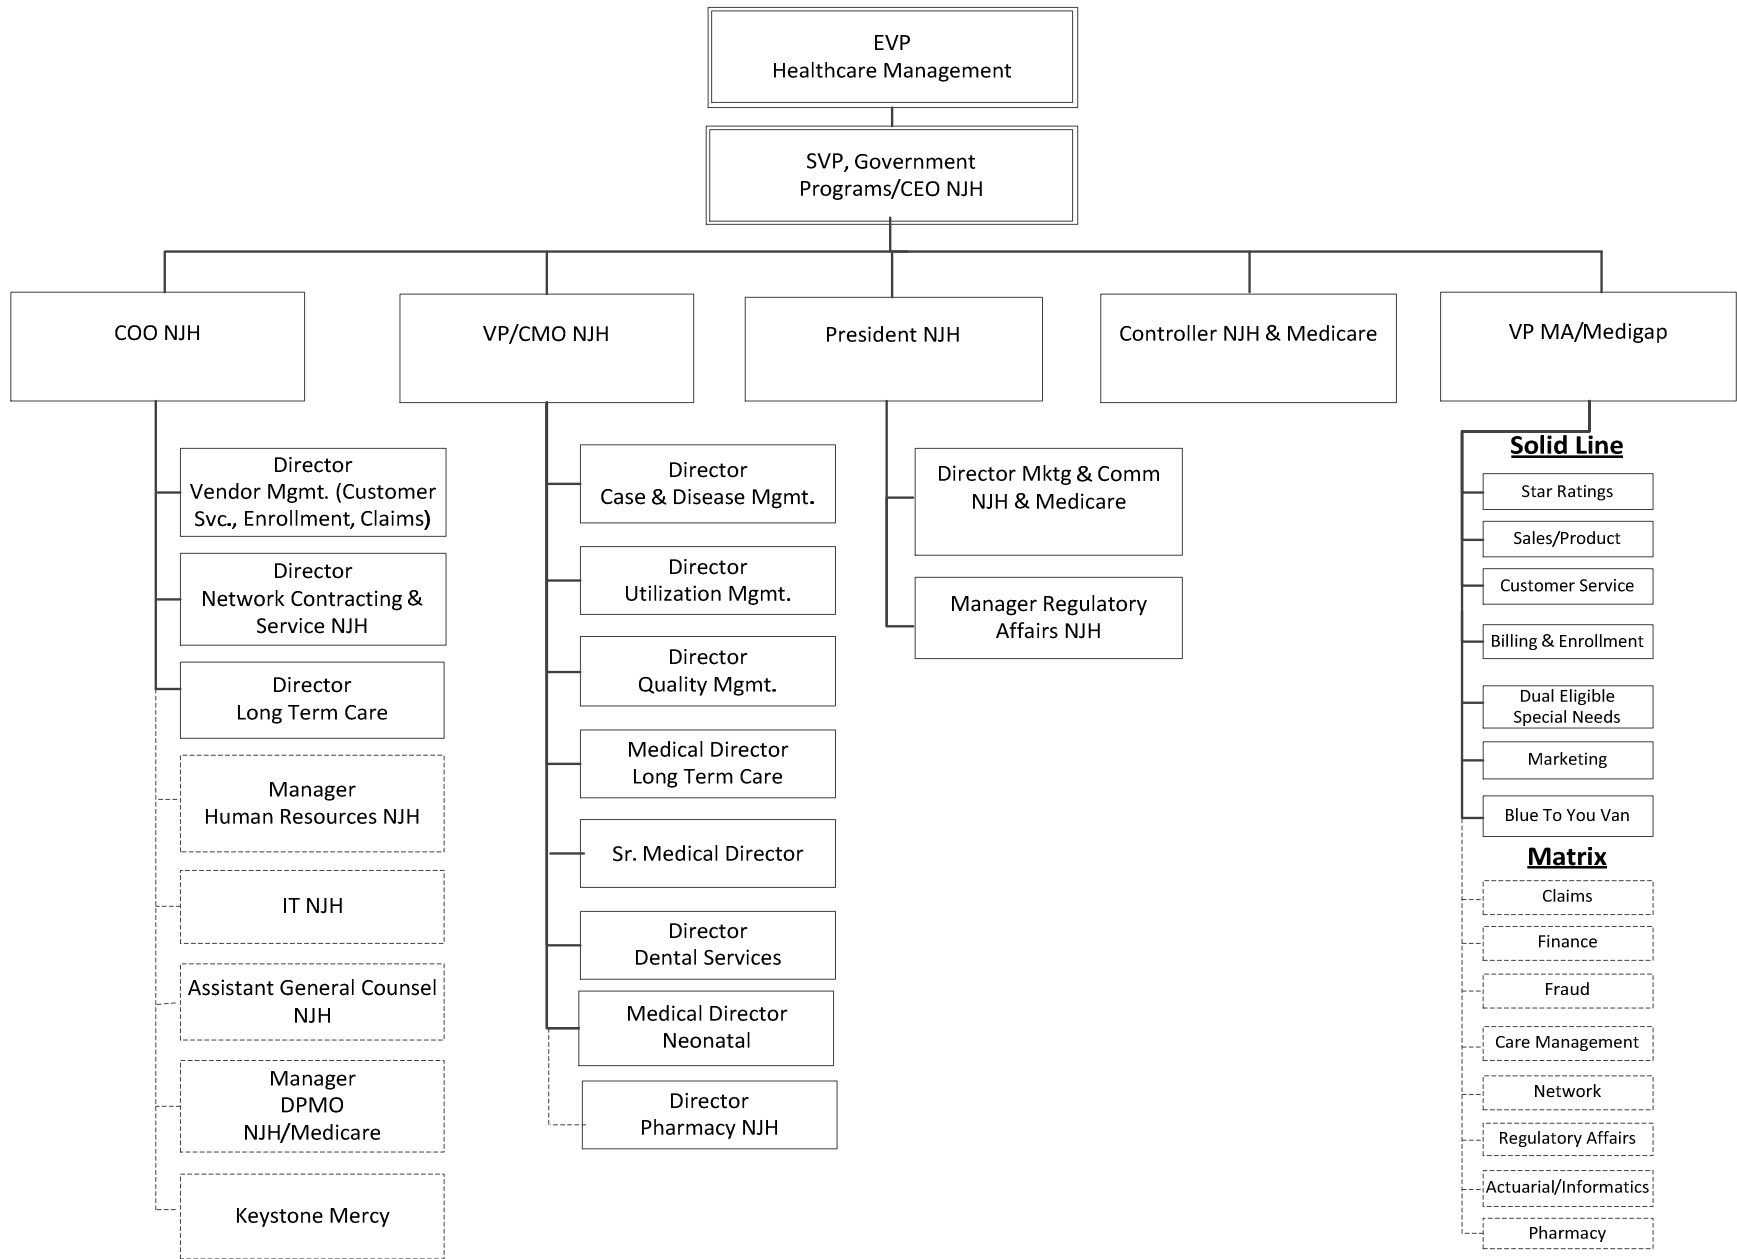 EVP
Healthcare Management
SVP, Government
Programs/CEO NJH
COO NJH
VP/CMO NJH
President NJH
Controller NJH & Medicare
VP MA/Medigap
Director
Vendor Mgmt. (Customer
Svc., Enrollment, Claims)
Director
Network Contracting &
Service NJH
Director
Long Term Care
Manager
Human Resources NJH
IT NJH
Assistant General Counsel
NJH
Manager
DPMO
NJH/Medicare
Keystone Mercy
Director
Case & Disease Mgmt.
Director
Utilization Mgmt.
Director
Quality Mgmt.
Medical Director
Long Term Care
Sr. Medical Director
Director
Dental Services
Medical Director
Neonatal
Director
Pharmacy NJH
Director Mktg & Comm
NJH & Medicare
Manager Regulatory
Affairs NJH
Solid Line
Star Ratings
Sales/Product
Customer Service
Billing & Enrollment
Dual Eligible
Special Needs
Marketing
Blue To You Van
Matrix
Claims
Finance
Fraud
Care Management
Network
Regulatory Affairs
Actuarial/Informatics
Pharmacy